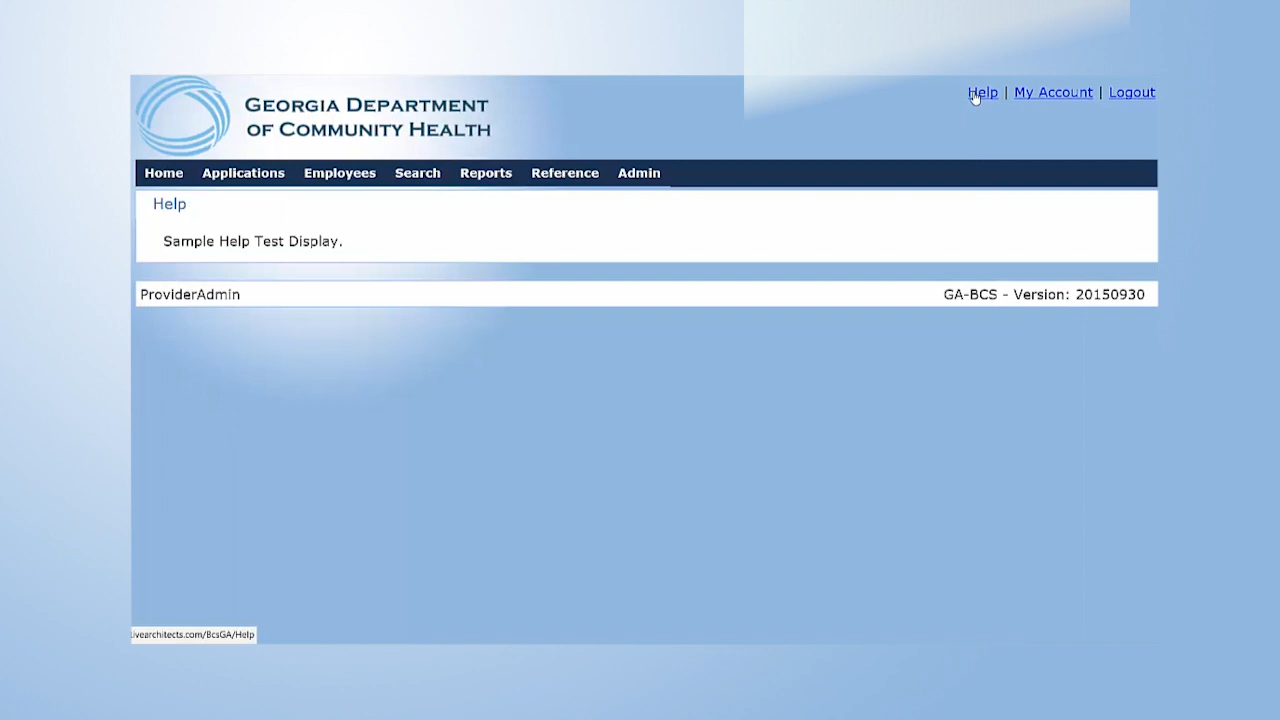 GEORGIA DEPARTMENT
OF COMMUNITY HEALTH
Help | My Account | Logout
Home Applications Employees Search Reports Reference Admin
Help
Sample Help Test Display.
ProviderAdmin GA-BCS - Version: 20150930
ivearchitects.com/BcsGA/Help